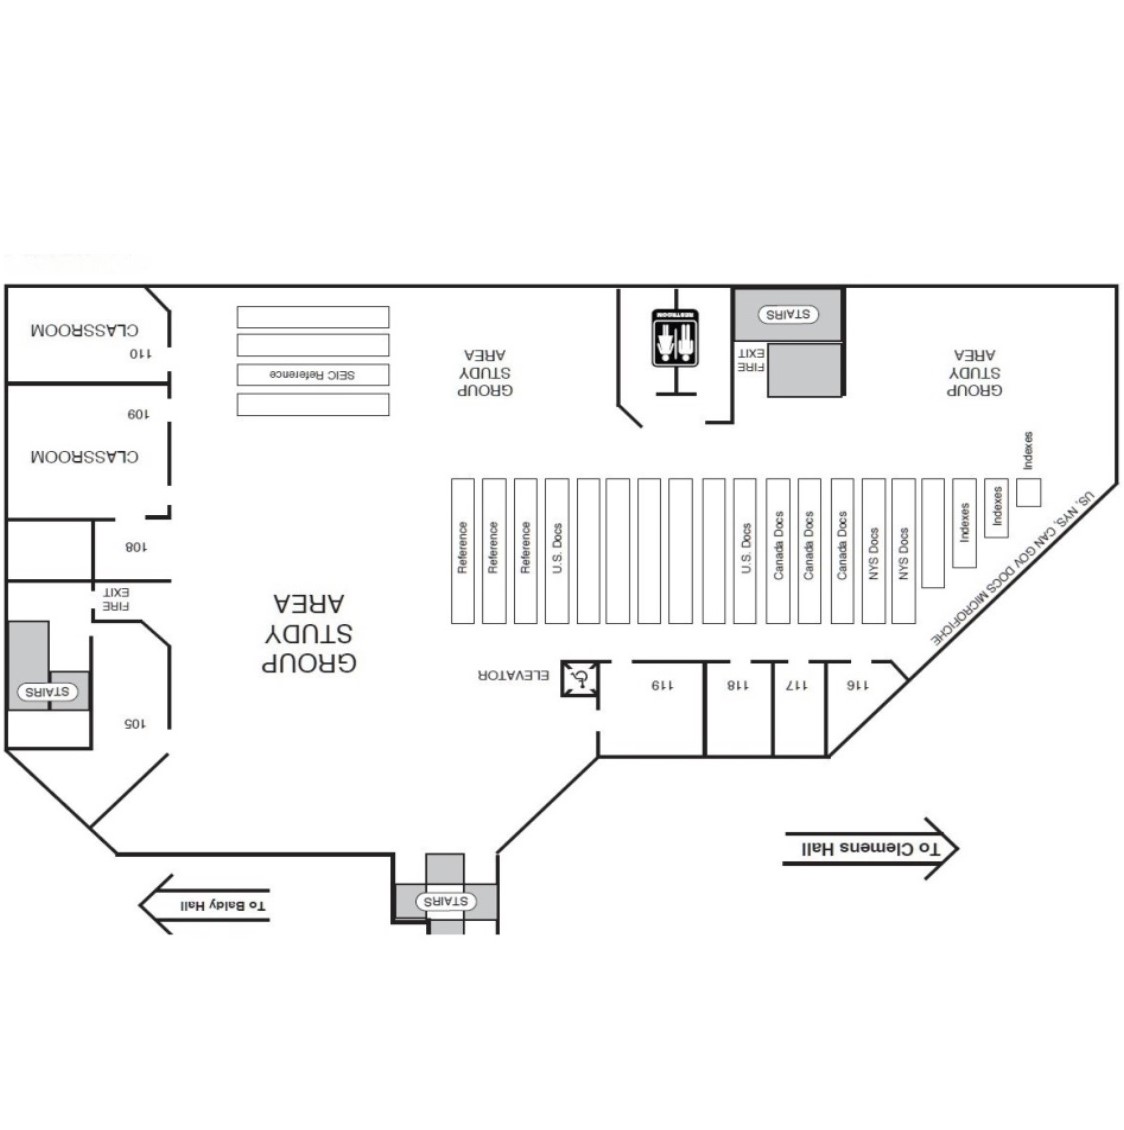 CLASSROOM
110
109
CLASSROOM
108
FIRE
EXIT
STAIRS
105
SEIC Reference
GROUP
STUDY
AREA
RESTROOM
STAIRS
FIRE
EXIT
GROUP
STUDY
AREA
Reference
Reference
Reference
U.S. Docs
U.S. Docs
Canada Docs
Canada Docs
Canada Docs
NYS Docs
NYS Docs
Indexes
Indexes
Indexes
US, NYS, CAN GOV DOCS MICROFICHE
GROUP
STUDY
AREA
ELEVATOR
119
118
117
116
To Clemens Hall
To Baldy Hall
STAIRS